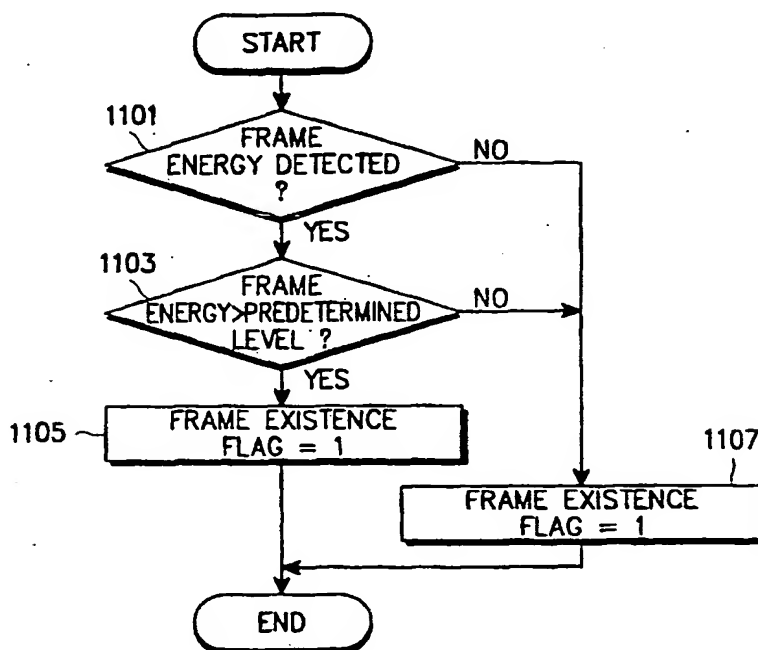 START
1101
FRAME
ENERGY DETECTED
?
NO
YES
1103
FRAME
ENERGY>PREDETERMINED
LEVEL ?
NO
YES
1105
FRAME EXISTENCE
FLAG = 1
1107
FRAME EXISTENCE
FLAG = 1
END